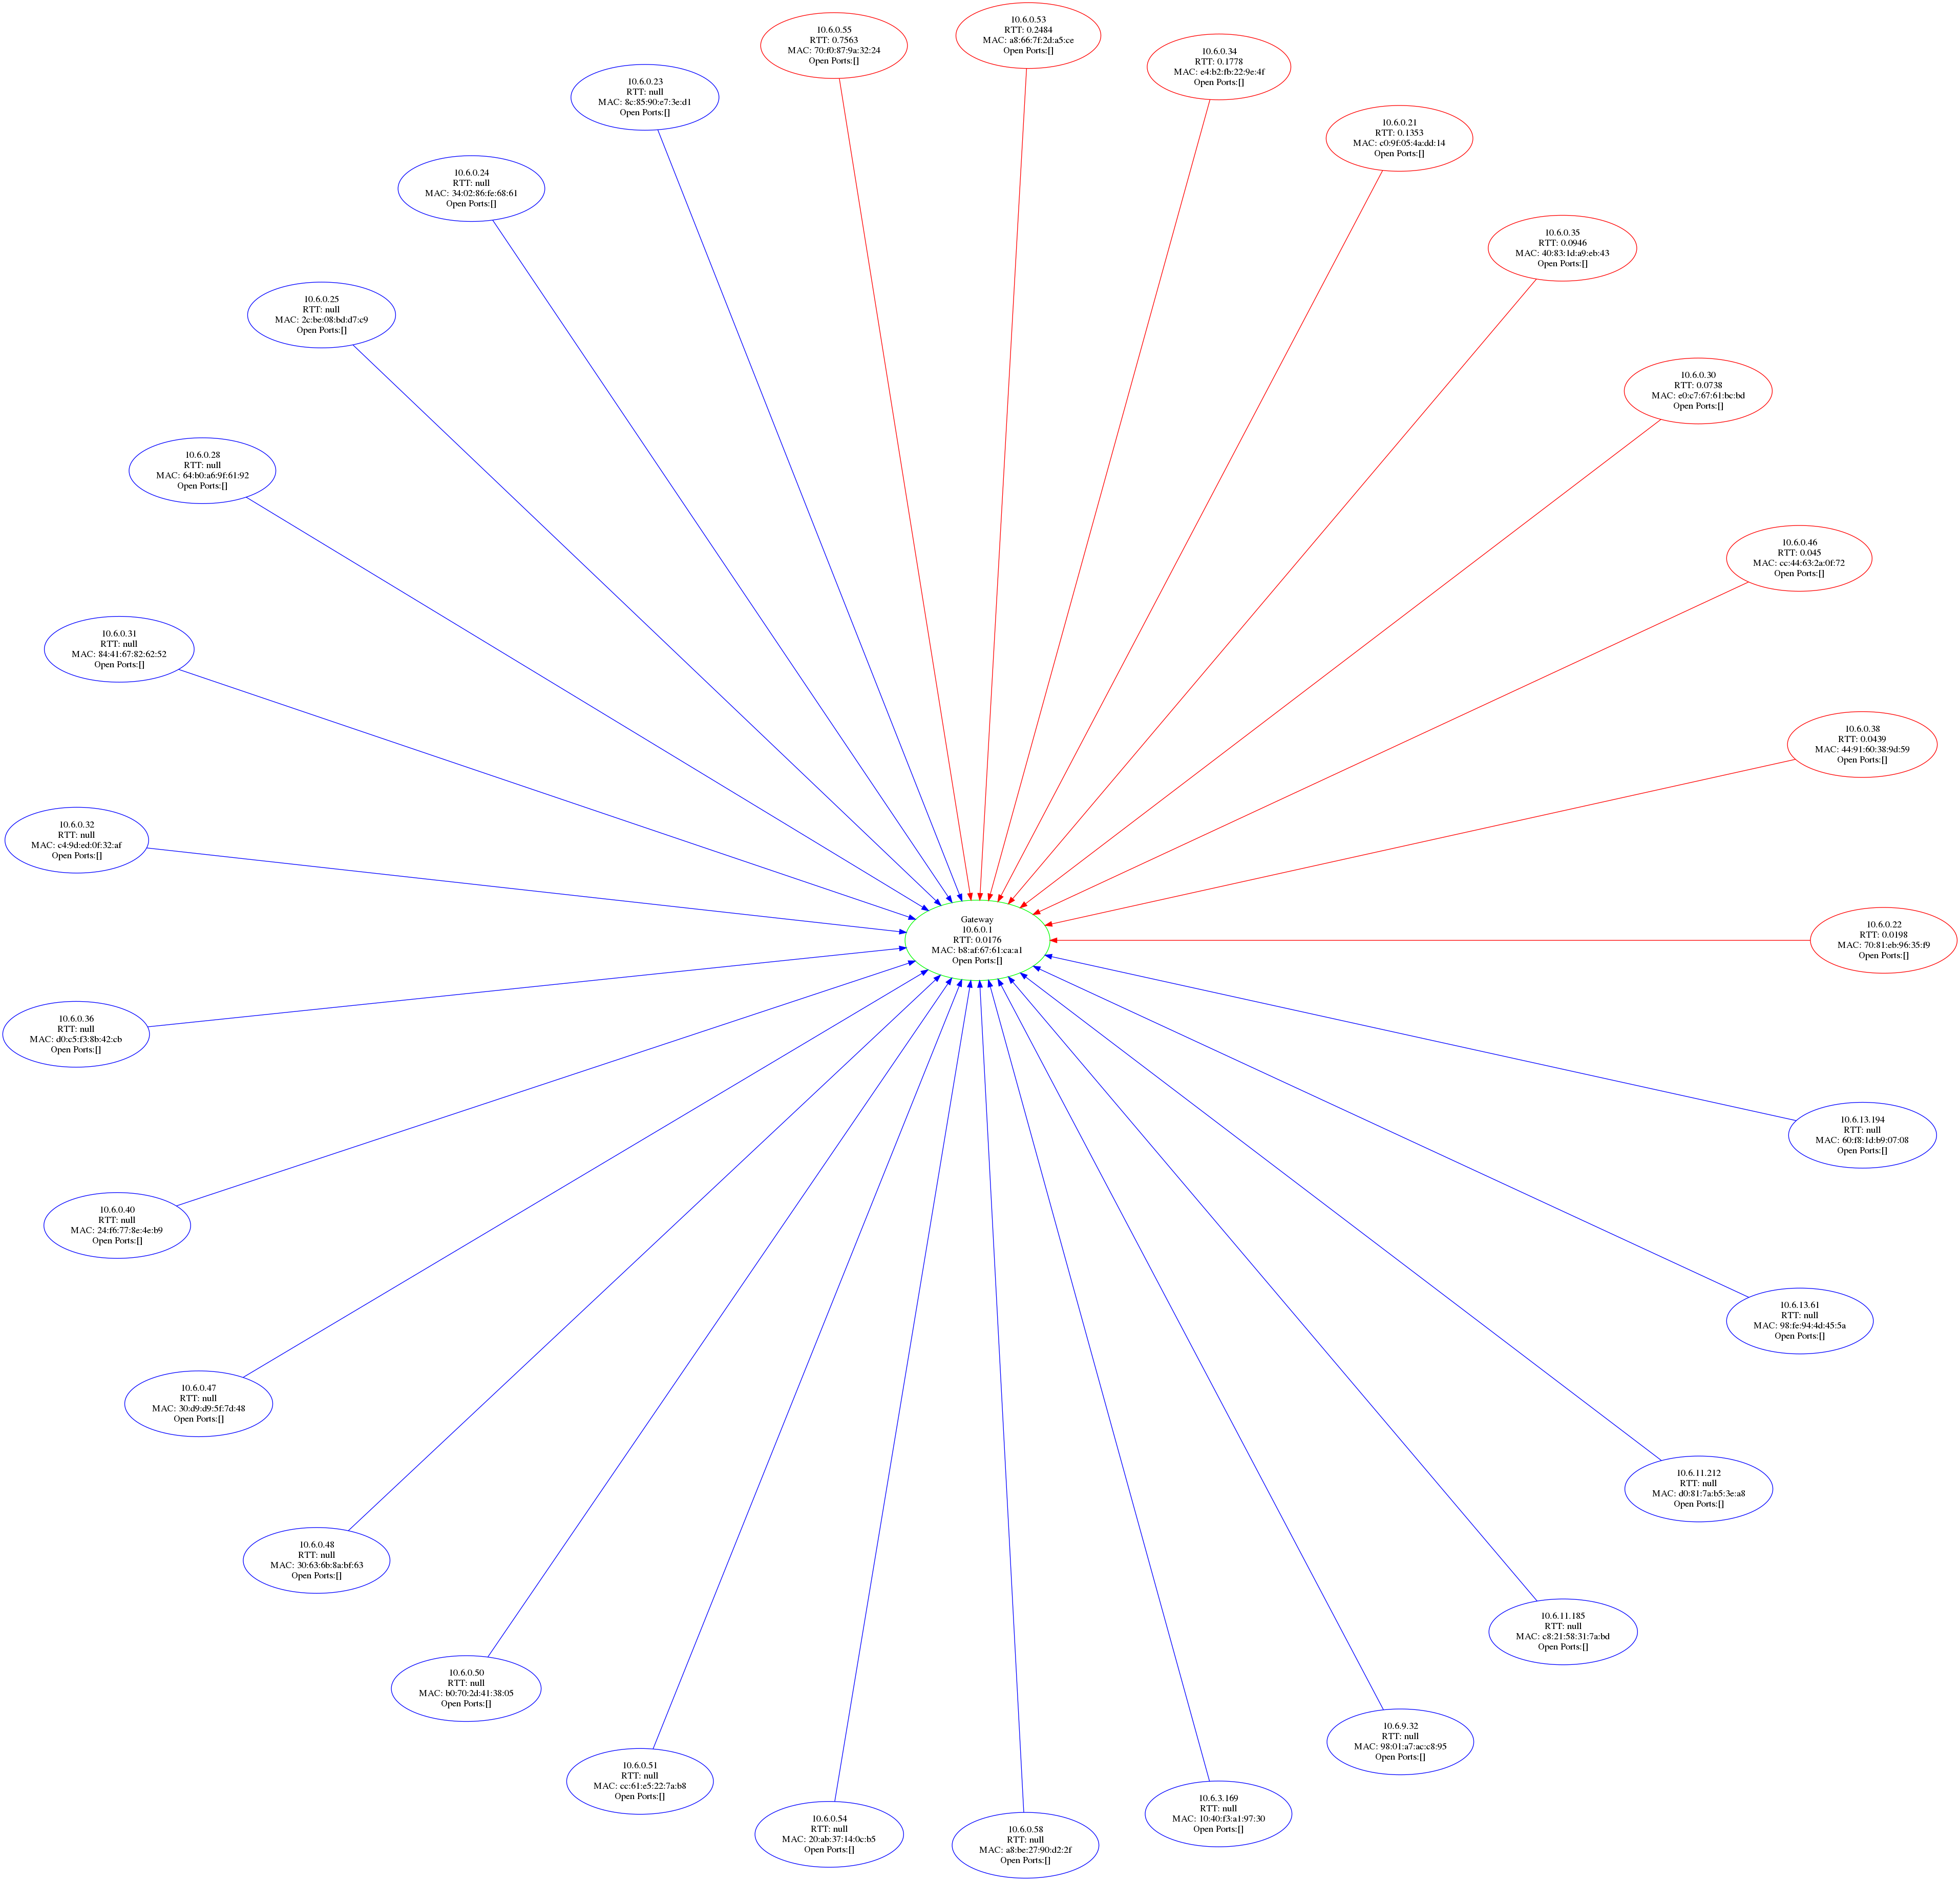 10.6.0.53
RTT: 0.2484
MAC: a8:66:7f:2d:a5:ce
Open Ports:[]
10.6.0.55
RTT: 0.7563
MAC: 70:f0:87:9a:32:24
Open Ports:[]
10.6.0.34
RTT: 0.1778
MAC: e4:b2:fb:22:9e:4f
Open Ports:[]
10.6.0.23
RTT: null
MAC: 8c:85:90:e7:3e:d1
Open Ports:[]
10.6.0.21
RTT: 0.1353
MAC: c0:9f:05:4a:dd:14
Open Ports:[]
10.6.0.24
RTT: null
MAC: 34:02:86:fe:68:61
Open Ports:[]
10.6.0.35
RTT: 0.0946
MAC: 40:83:1d:a9:eb:43
Open Ports:[]
10.6.0.25
RTT: null
MAC: 2c:be:08:bd:d7:c9
Open Ports:[]
10.6.0.30
RTT: 0.0738
MAC: e0:c7:67:61:bc:bd
Open Ports:[]
10.6.0.28
RTT: null
MAC: 64:b0:a6:9f:61:92
Open Ports:[]
10.6.0.46
RTT: 0.045
MAC: cc:44:63:2a:0f:72
Open Ports:[]
10.6.0.31
RTT: null
MAC: 84:41:67:82:62:52
Open Ports:[]
10.6.0.38
RTT: 0.0439
MAC: 44:91:60:38:9d:59
Open Ports:[]
10.6.0.32
RTT: null
MAC: c4:9d:ed:0f:32:af
Open Ports:[]
Gateway
10.6.0.1
RTT: 0.0176
MAC: b8:af:67:61:ca:a1
Open Ports:[]
10.6.0.22
RTT: 0.0198
MAC: 70:81:eb:96:35:f9
Open Ports:[]
10.6.0.36
RTT: null
MAC: d0:c5:f3:8b:42:cb
Open Ports:[]
10.6.13.194
RTT: null
MAC: 60:f8:1d:b9:07:08
Open Ports:[]
10.6.0.40
RTT: null
MAC: 24:f6:77:8e:4e:b9
Open Ports:[]
10.6.13.61
RTT: null
MAC: 98:fe:94:4d:45:5a
Open Ports:[]
10.6.0.47
RTT: null
MAC: 30:d9:d9:5f:7d:48
Open Ports:[]
10.6.11.212
RTT: null
MAC: d0:81:7a:b5:3e:a8
Open Ports:[]
10.6.0.48
RTT: null
MAC: 30:63:6b:8a:bf:63
Open Ports:[]
10.6.11.185
RTT: null
MAC: c8:21:58:31:7a:bd
Open Ports:[]
10.6.0.50
RTT: null
MAC: b0:70:2d:41:38:05
Open Ports:[]
10.6.9.32
RTT: null
MAC: 98:01:a7:ac:c8:95
Open Ports:[]
10.6.0.51
RTT: null
MAC: cc:61:e5:22:7a:b8
Open Ports:[]
10.6.3.169
RTT: null
MAC: 10:40:f3:a1:97:30
Open Ports:[]
10.6.0.54
RTT: null
MAC: 20:ab:37:14:0c:b5
Open Ports:[]
10.6.0.58
RTT: null
MAC: a8:be:27:90:d2:2f
Open Ports:[]